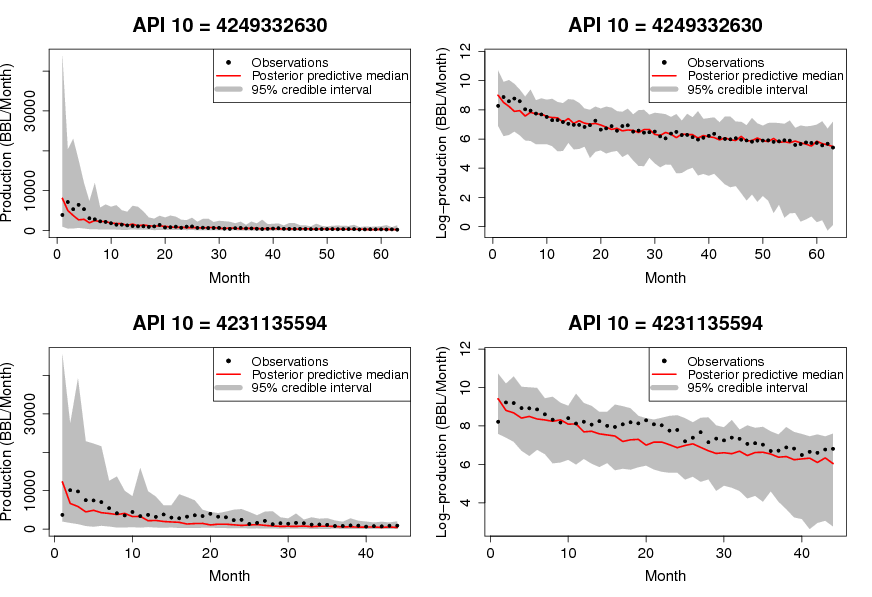 API 10 = 4249332630
Production (BBL/Month)
0 10000 30000
Observations
Posterior predictive median
95% credible interval
0 10 20 30 40 50 60
Month
API 10 = 4249332630
Log−production (BBL/Month)
0 2 4 6 8 10 12
Observations
Posterior predictive median
95% credible interval
0 10 20 30 40 50 60
Month
API 10 = 4231135594
Production (BBL/Month)
0 10000 30000
Observations
Posterior predictive median
95% credible interval
0 10 20 30 40
Month
API 10 = 4231135594
Log−production (BBL/Month)
4 6 8 10 12
Observations
Posterior predictive median
95% credible interval
0 10 20 30 40
Month